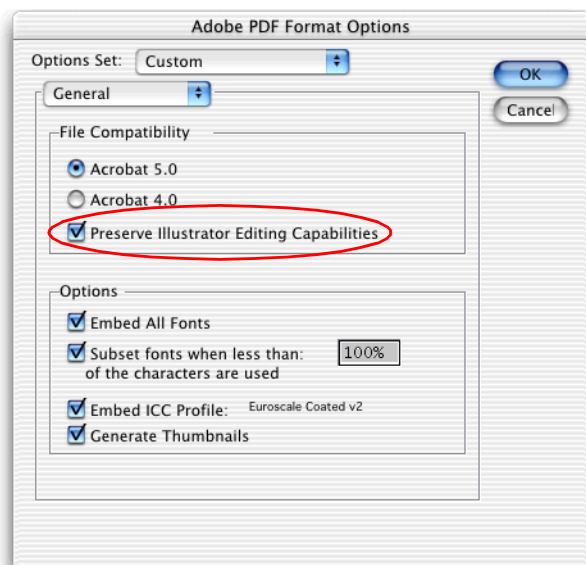 Adobe PDF Format Options
Options Set: Custom
OK
General
Cancel
File Compatibility
Acrobat 5.0
Acrobat 4.0
Preserve Illustrator Editing Capabilities
Options
Embed All Fonts
Subset fonts when less than: 100%
of the characters are used
Embed ICC Profile: Euroscale Coated v2
Generate Thumbnails